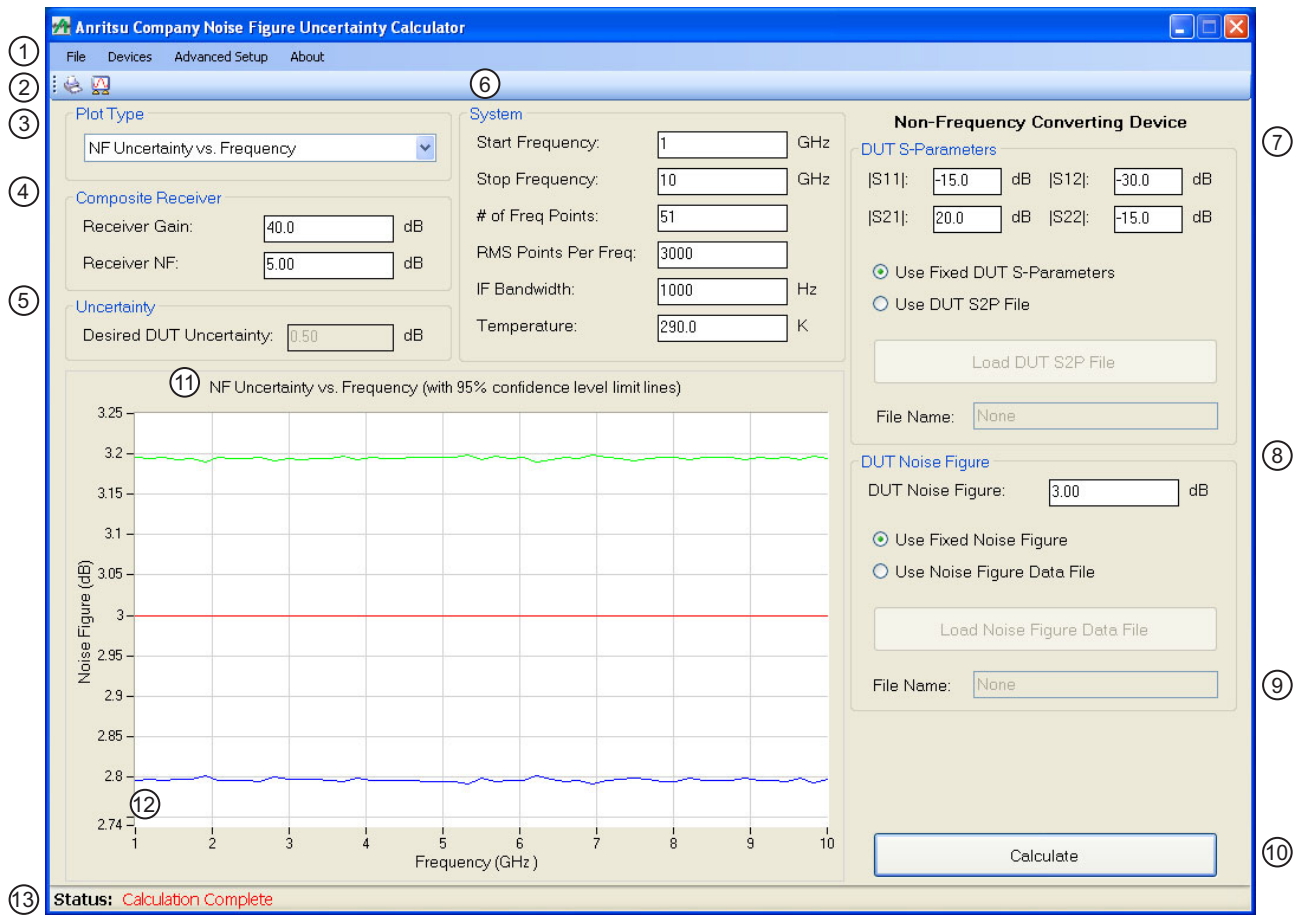 Anritsu Company Noise Figure Uncertainty Calculator
1
File Devices Advanced Setup About
2
6
3
Plot Type
NF Uncertainty vs. Frequency
4
Composite Receiver
Receiver Gain: 40.0 dB
Receiver NF: 5.00 dB
5
Uncertainty
Desired DUT Uncertainty: 0.50 dB
System
Start Frequency: 1 GHz
Stop Frequency: 10 GHz
# of Freq Points: 51
RMS Points Per Freq: 3000
IF Bandwidth: 1000 Hz
Temperature: 290.0 K
Non-Frequency Converting Device
7
DUT S-Parameters
|S11|: -15.0 dB |S12|: -30.0 dB
|S21|: 20.0 dB |S22|: -15.0 dB
Use Fixed DUT S-Parameters
Use DUT S2P File
Load DUT S2P File
File Name: None
8
DUT Noise Figure
DUT Noise Figure: 3.00 dB
Use Fixed Noise Figure
Use Noise Figure Data File
Load Noise Figure Data File
File Name: None
9
Calculate
10
11
NF Uncertainty vs. Frequency (with 95% confidence level limit lines)
3.25
3.2
3.15
3.1
3.05
3
2.95
2.9
2.85
2.8
2.74
Noise Figure (dB)
12
1 2 3 4 5 6 7 8 9 10
Frequency (GHz )
13
Status: Calculation Complete